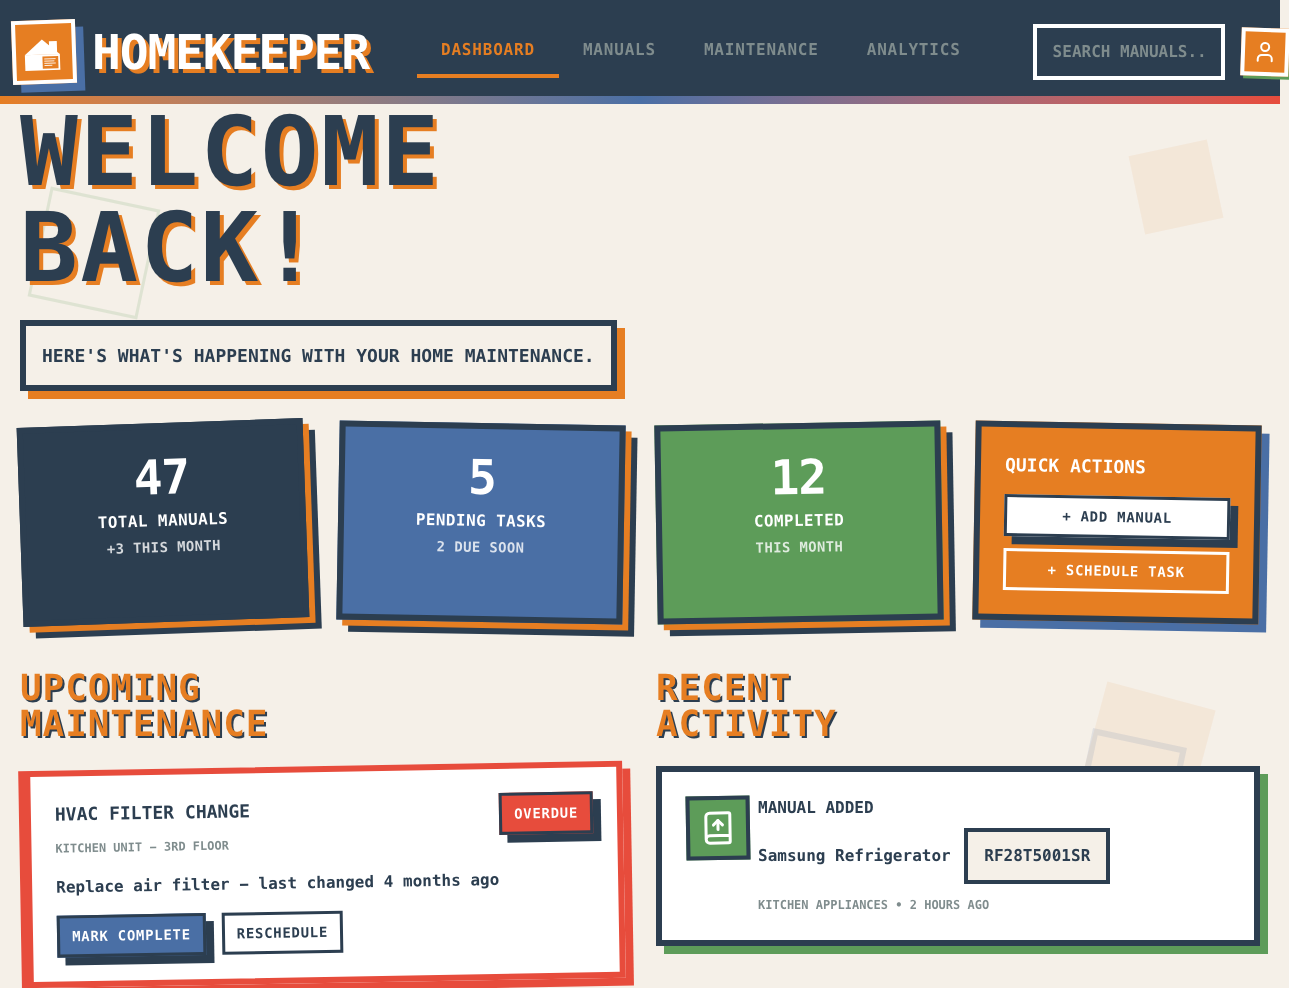 HOMEKEEPER
DASHBOARD
MANUALS
MAINTENANCE
ANALYTICS
SEARCH MANUALS..
WELCOME
BACK!
HERE'S WHAT'S HAPPENING WITH YOUR HOME MAINTENANCE.
47
TOTAL MANUALS
+3 THIS MONTH
5
PENDING TASKS
2 DUE SOON
12
COMPLETED
THIS MONTH
QUICK ACTIONS
+ ADD MANUAL
+ SCHEDULE TASK
UPCOMING
MAINTENANCE
HVAC FILTER CHANGE
OVERDUE
KITCHEN UNIT – 3RD FLOOR
Replace air filter – last changed 4 months ago
MARK COMPLETE
RESCHEDULE
RECENT
ACTIVITY
MANUAL ADDED
Samsung Refrigerator
RF28T5001SR
KITCHEN APPLIANCES • 2 HOURS AGO